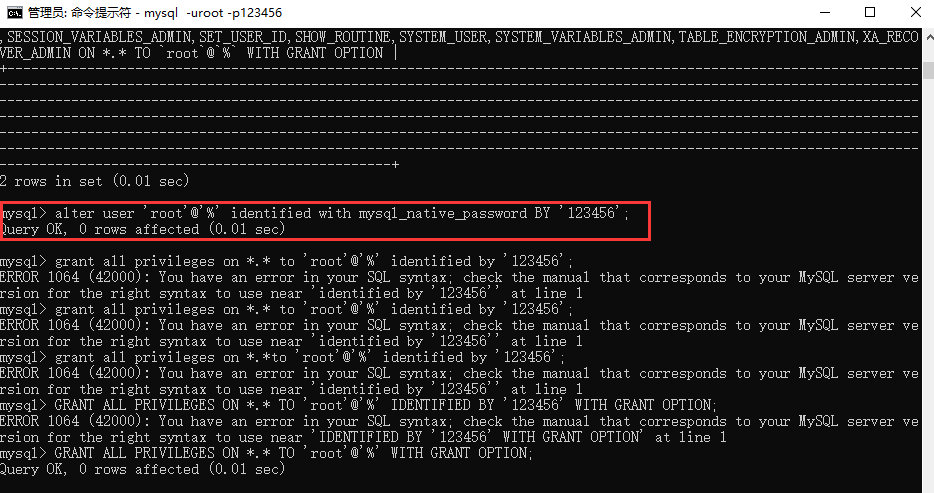 管理员: 命令提示符 - mysql  -uroot -p123456
,SESSION_VARIABLES_ADMIN,SET_USER_ID,SHOW_ROUTINE,SYSTEM_USER,SYSTEM_VARIABLES_ADMIN,TABLE_ENCRYPTION_ADMIN,XA_RECO
VER_ADMIN ON *.* TO `root`@`%` WITH GRANT OPTION |
2 rows in set (0.01 sec)
mysql> alter user 'root'@'%' identified with mysql_native_password BY '123456';
Query OK, 0 rows affected (0.01 sec)
mysql> grant all privileges on *.* to 'root'@'%' identified by '123456';
ERROR 1064 (42000): You have an error in your SQL syntax; check the manual that corresponds to your MySQL server ve
rsion for the right syntax to use near 'identified by '123456'' at line 1
mysql> grant all privileges on *.* to 'root'@'%' identified by '123456';
ERROR 1064 (42000): You have an error in your SQL syntax; check the manual that corresponds to your MySQL server ve
rsion for the right syntax to use near 'identified by '123456'' at line 1
mysql> grant all privileges on *.*to 'root'@'%' identified by '123456';
ERROR 1064 (42000): You have an error in your SQL syntax; check the manual that corresponds to your MySQL server ve
rsion for the right syntax to use near 'identified by '123456'' at line 1
mysql> GRANT ALL PRIVILEGES ON *.* TO 'root'@'%' IDENTIFIED BY '123456' WITH GRANT OPTION;
ERROR 1064 (42000): You have an error in your SQL syntax; check the manual that corresponds to your MySQL server ve
rsion for the right syntax to use near 'IDENTIFIED BY '123456' WITH GRANT OPTION' at line 1
mysql> GRANT ALL PRIVILEGES ON *.* TO 'root'@'%' WITH GRANT OPTION;
Query OK, 0 rows affected (0.01 sec)